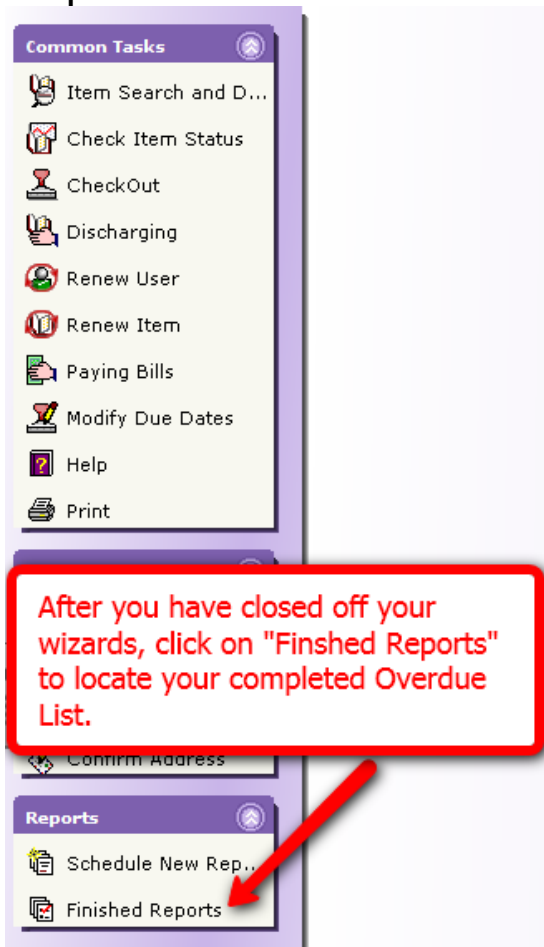 Common Tasks
Item Search and D...
Check Item Status
CheckOut
Discharging
Renew User
Renew Item
Paying Bills
Modify Due Dates
Help
Print
After you have closed off your
wizards, click on "Finshed Reports"
to locate your completed Overdue
List.
Confirm Address
Reports
Schedule New Rep...
Finished Reports